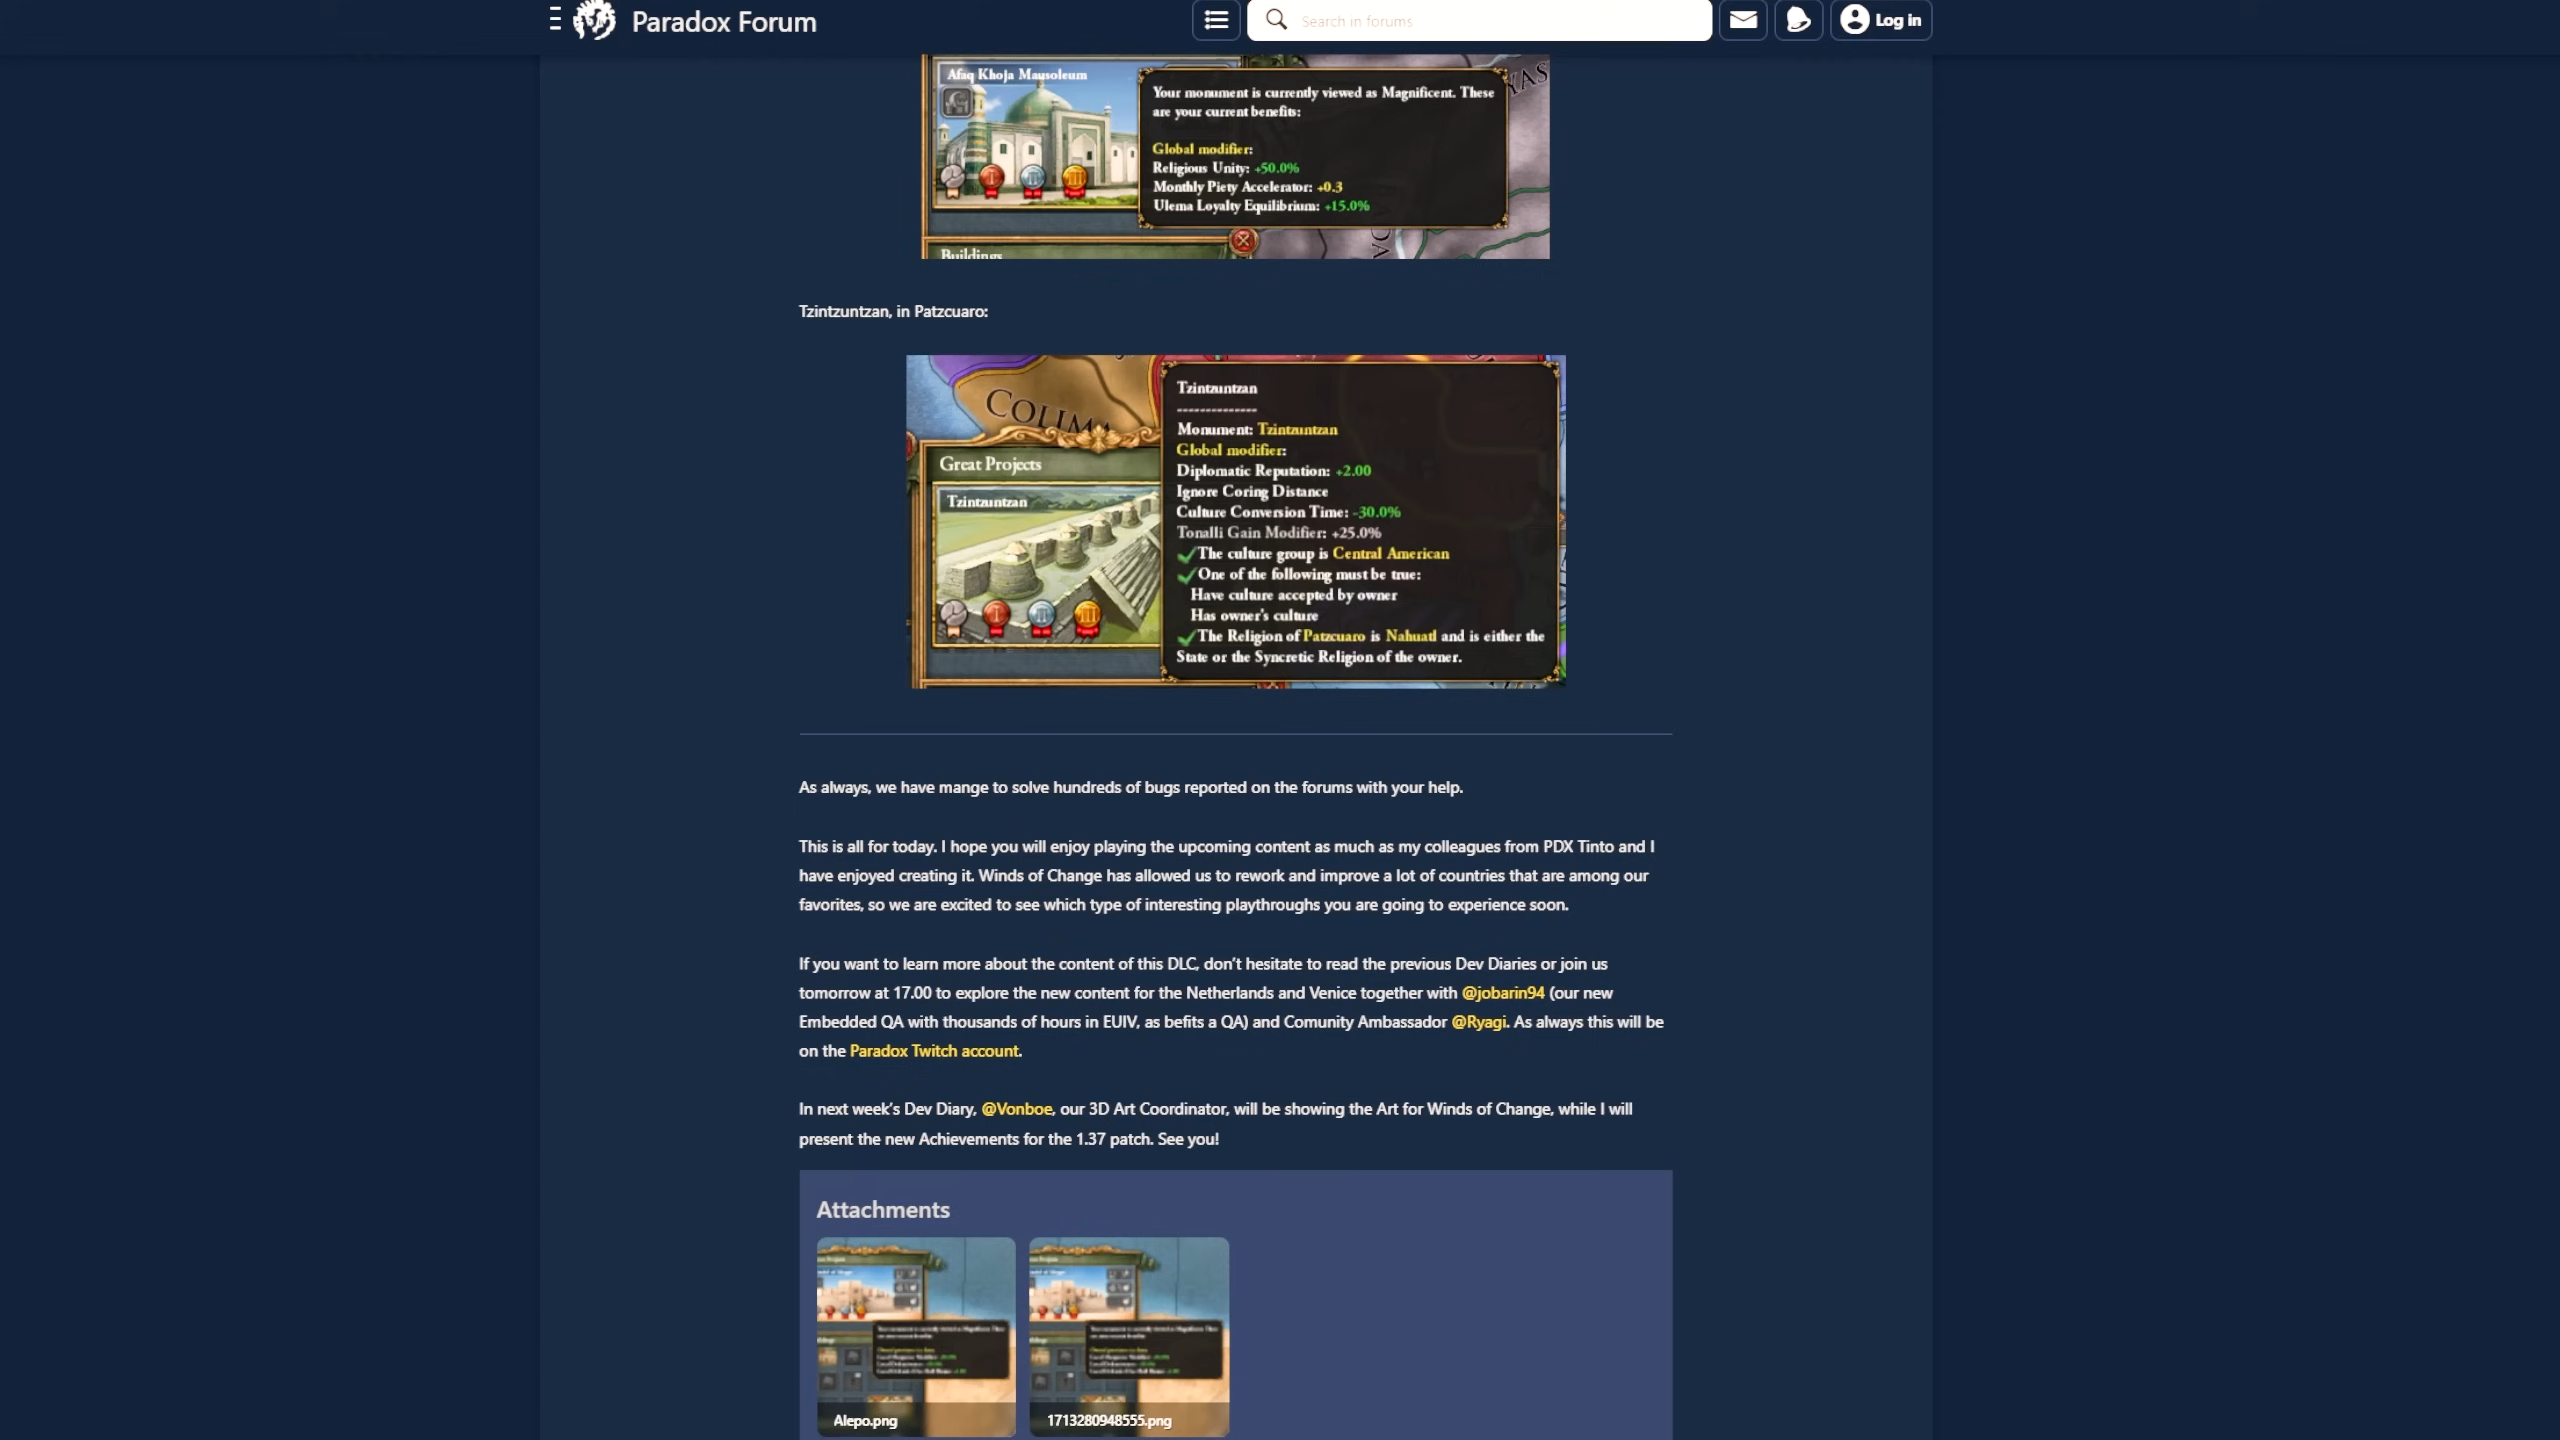 Paradox Forum
Search in forums
Log in
Afaq Khoja Mausoleum
Your monument is currently viewed as Magnificent. These
are your current benefits:
Global modifier:
Religious Unity: +50.0%
Monthly Piety Accelerator: +0.3
Ulema Loyalty Equilibrium: +15.0%
Buildings
Tzintzuntzan, in Patzcuaro:
COLIMA
Great Projects
Tzintzuntzan
Tzintzuntzan
--------------
Monument: Tzintzuntzan
Global modifier:
Diplomatic Reputation: +2.00
Ignore Coring Distance
Culture Conversion Time: -30.0%
Tonalli Gain Modifier: +25.0%
The culture group is Central American
One of the following must be true:
Have culture accepted by owner
Has owner's culture
The Religion of Patzcuaro is Nahuatl and is either the
State or the Syncretic Religion of the owner.
As always, we have mange to solve hundreds of bugs reported on the forums with your help.
This is all for today. I hope you will enjoy playing the upcoming content as much as my colleagues from PDX Tinto and I
have enjoyed creating it. Winds of Change has allowed us to rework and improve a lot of countries that are among our
favorites, so we are excited to see which type of interesting playthroughs you are going to experience soon.
If you want to learn more about the content of this DLC, don't hesitate to read the previous Dev Diaries or join us
tomorrow at 17.00 to explore the new content for the Netherlands and Venice together with @jobarin94 (our new
Embedded QA with thousands of hours in EUIV, as befits a QA) and Comunity Ambassador @Ryagi. As always this will be
on the Paradox Twitch account.
In next week's Dev Diary, @Vonboe, our 3D Art Coordinator, will be showing the Art for Winds of Change, while I will
present the new Achievements for the 1.37 patch. See you!
Attachments
Alepo.png
1713280948555.png